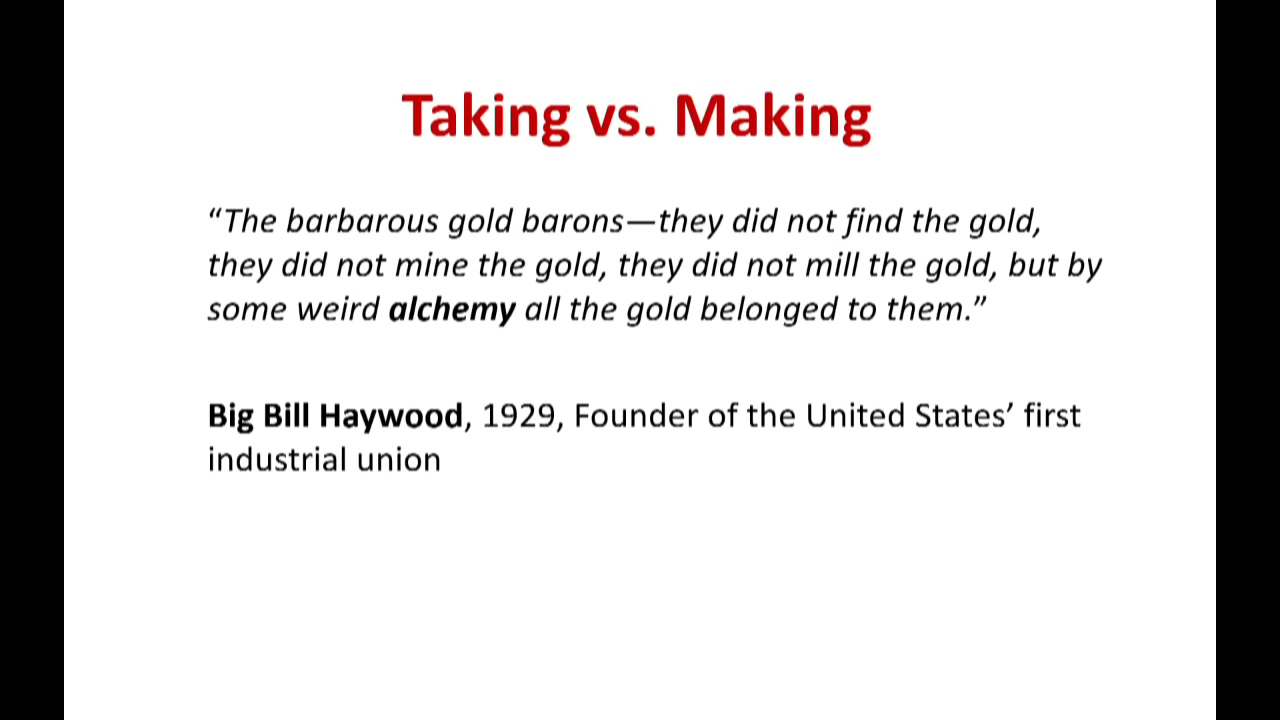 Taking vs. Making
“The barbarous gold barons—they did not find the gold,
they did not mine the gold, they did not mill the gold, but by
some weird alchemy all the gold belonged to them.”
Big Bill Haywood, 1929, Founder of the United States’ first
industrial union